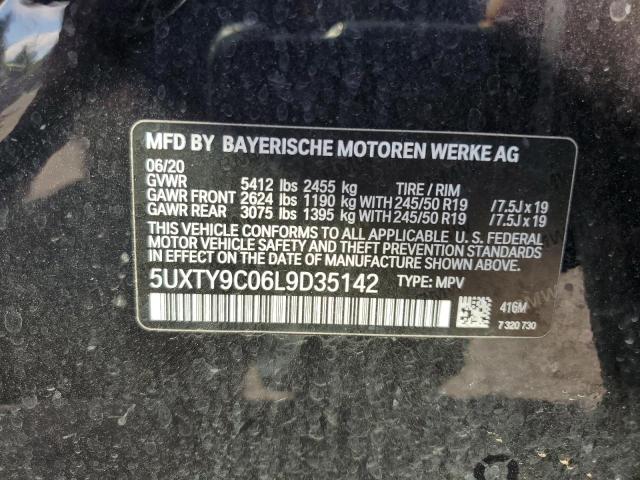 MFD BY BAYERISCHE MOTOREN WERKE AG
06/20
GVWR 5412 lbs 2455 kg TIRE / RIM
GAWR FRONT 2624 lbs 1190 kg WITH 245/50 R19 /7.5J x 19
GAWR REAR 3075 lbs 1395 kg WITH 245/50 R19 /7.5J x 19
THIS VEHICLE CONFORMS TO ALL APPLICABLE U. S. FEDERAL
MOTOR VEHICLE SAFETY AND THEFT PREVENTION STANDARDS
IN EFFECT ON THE DATE OF MANUFACTURE SHOWN ABOVE.
5UXTY9C06L9D35142 TYPE: MPV
416M
7 320 730